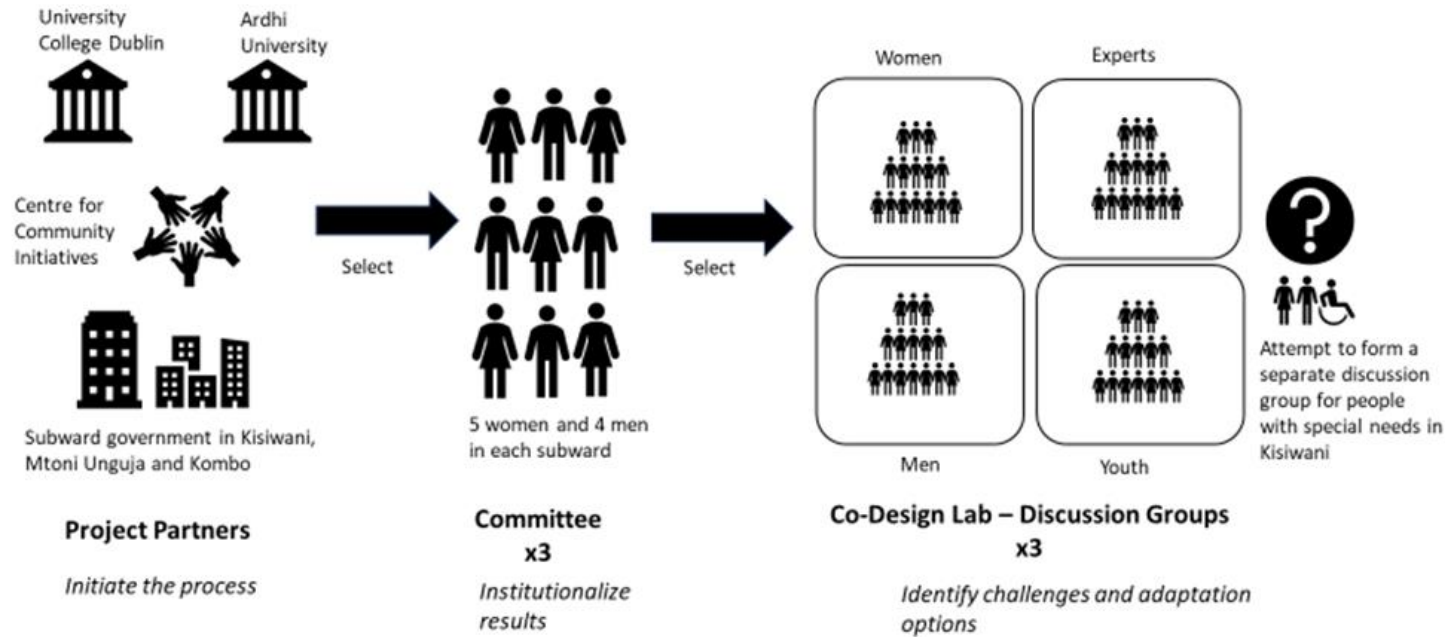 University
College Dublin
Ardhi
University
Centre for
Community
Initiatives
Subward government in Kisiwani,
Mtoni Unguja and Kombo
Project Partners
Initiate the process
Select
5 women and 4 men
in each subward
Committee
x3
Institutionalize
results
Select
Women
Experts
Men
Youth
?
Attempt to form a
separate discussion
group for people
with special needs in
Kisiwani
Co-Design Lab – Discussion Groups
x3
Identify challenges and adaptation
options